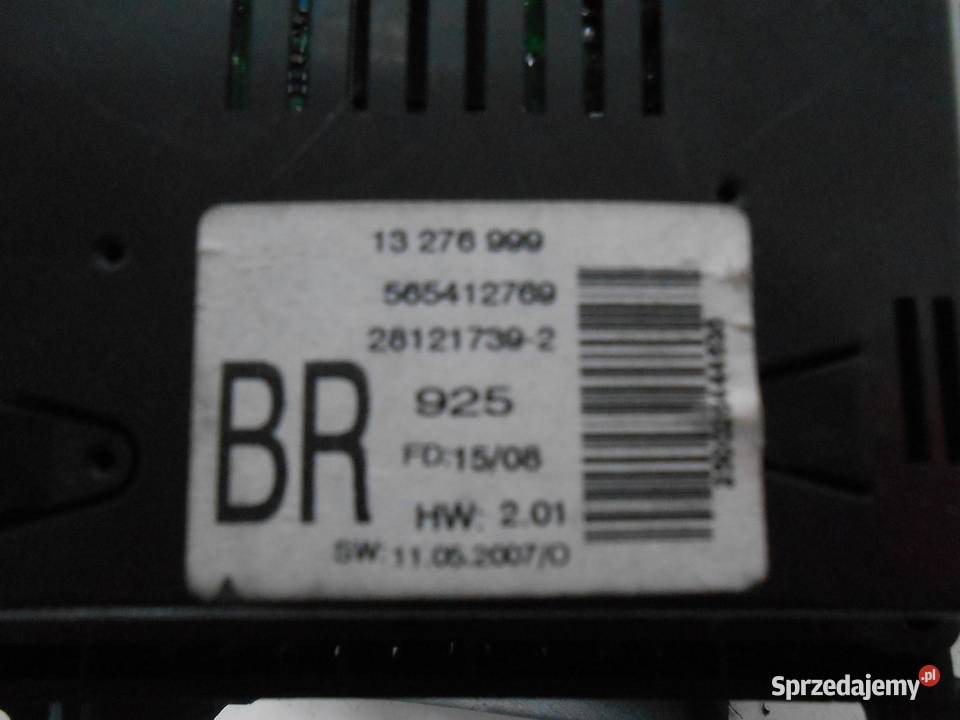 13 276 999
565412769
28121739-2
BR
925
FD:15/08
HW: 2.01
SW: 11.05.2007/0
Sprzedajemy.pl